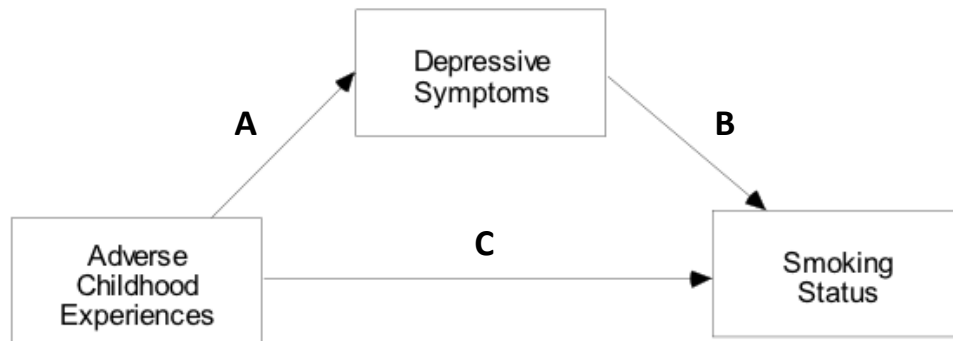 Depressive
Symptoms
A
B
C
Adverse
Childhood
Experiences
Smoking
Status